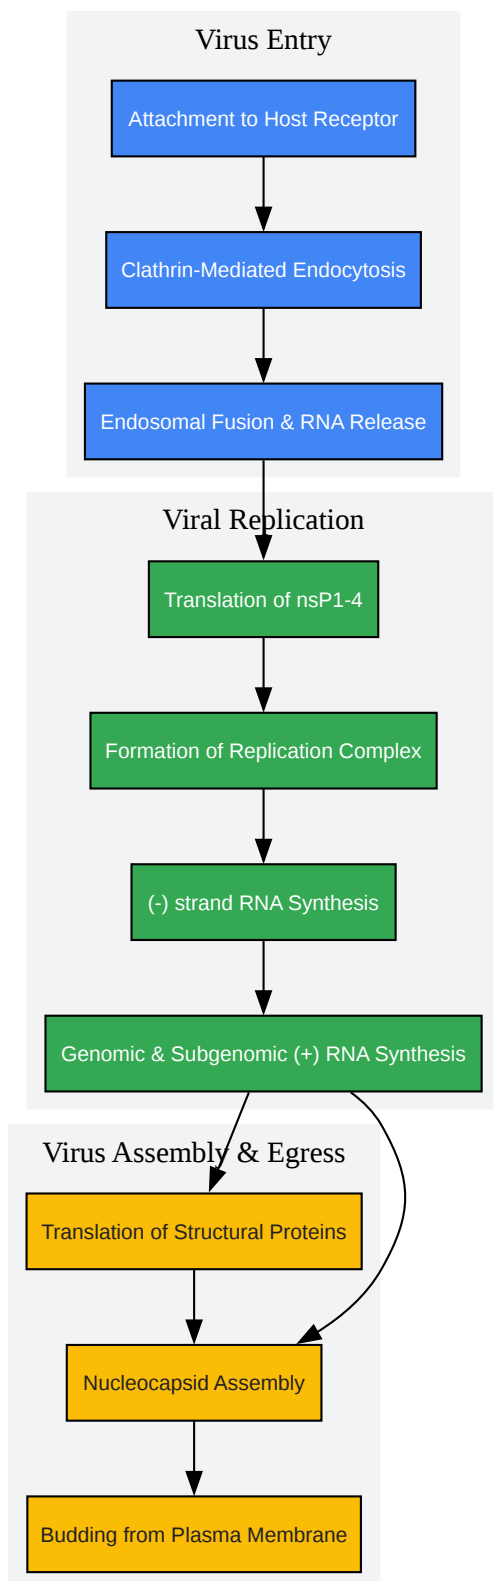 Virus Entry
Attachment to Host Receptor
Clathrin-Mediated Endocytosis
Endosomal Fusion & RNA Release
Viral Replication
Translation of nsP1-4
Formation of Replication Complex
(-) strand RNA Synthesis
Genomic & Subgenomic (+) RNA Synthesis
Virus Assembly & Egress
Translation of Structural Proteins
Nucleocapsid Assembly
Budding from Plasma Membrane